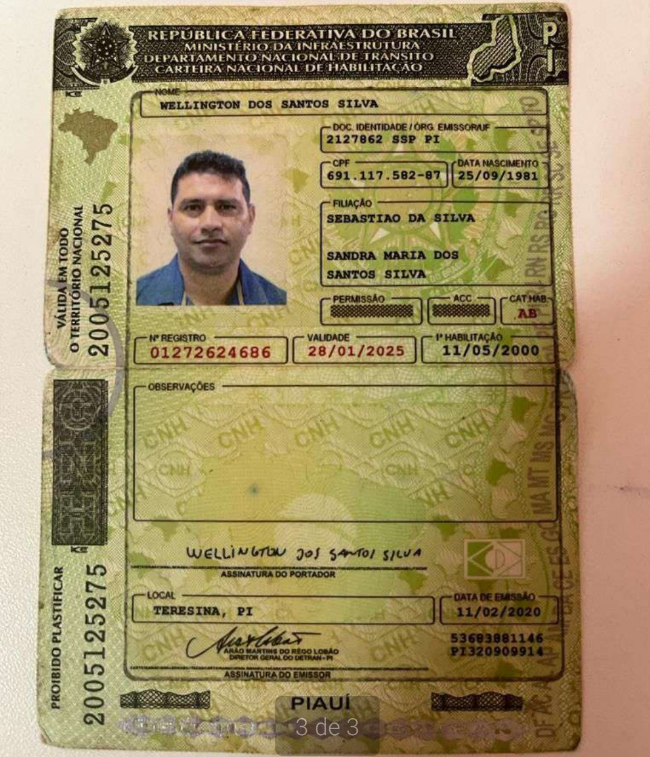 REPÚBLICA FEDERATIVA DO BRASIL
MINISTÉRIO DA INFRAESTRUTURA
DEPARTAMENTO NACIONAL DE TRÂNSITO
CARTEIRA NACIONAL DE HABILITAÇÃO
PI
NOME
WELLINGTON DOS SANTOS SILVA
DOC. IDENTIDADE / ÓRG. EMISSOR/UF
2127862 SSP PI
CPF
691.117.582-87
DATA NASCIMENTO
25/09/1981
FILIAÇÃO
SEBASTIAO DA SILVA
SANDRA MARIA DOS
SANTOS SILVA
PERMISSÃO
ACC
CAT HAB
AB
VÁLIDA EM TODO
O TERRITÓRIO NACIONAL
2005125275
Nº REGISTRO
01272624686
VALIDADE
28/01/2025
1ª HABILITAÇÃO
11/05/2000
OBSERVAÇÕES
CNH CNH CNH CNH
WELLINGTON DOS SANTOS SILVA
ASSINATURA DO PORTADOR
PROIBIDO PLASTIFICAR
2005125275
LOCAL
TERESINA, PI
DATA DE EMISSÃO
11/02/2020
ARÃO MARTINS DO RÊGO LOBÃO
DIRETOR GERAL DO DETRAN - PI
53683881146
PI320909914
ASSINATURA DO EMISSOR
PIAUÍ
3 de 3